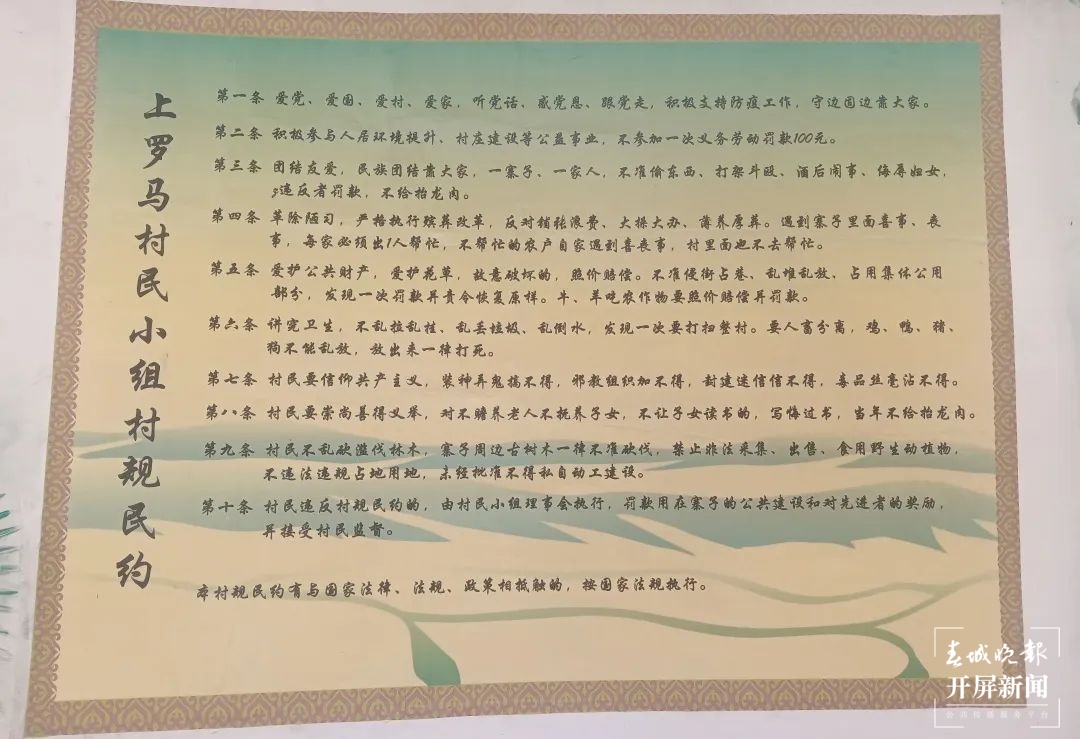 上罗马村民小组村规民约
第一条 爱党、爱国、爱村、爱家，听党话、感党恩、跟党走，积极支持防疫工作，守边固边靠大家。
第二条 积极参与人居环境提升、村座建设等公益事业，不参加一次义务劳动罚款100元。
第三条 团结友爱，民族团结靠大家，一寨子、一家人，不准偷东西、打架斗殴、酒后闹事、侮辱妇女，
违反者罚款，不给抬龙肉。
第四条 革除陋习，严格执行殡葬改革，反对铺张浪费、大操大办、薄养厚葬。遇到寨子里面喜事、丧
事，每家必须出1人帮忙，不帮忙的农户自家遇到喜丧事，村里面也不去帮忙。
第五条 爱护公共财产，爱护花草，故意破坏的，照价赔偿。不准侵街占巷、乱堆乱放、占用集体公用
部分，发现一次罚款并责令恢复原样。牛、羊吃农作物要照价赔偿并罚款。
第六条 讲究卫生，不乱拉乱挂、乱丢垃圾、乱倒水，发现一次要打扫整村。要人畜分离，鸡、鸭、猪、
狗不能乱放，放出来一律打死。
第七条 村民要信仰共产主义，装神弄鬼搞不得，邪教组织加不得，封建迷信信不得，毒品丝毫沾不得。
第八条 村民要崇尚善得义举，对不赡养老人不抚养子女，不让子女读书的，写悔过书，当年不给抬龙肉。
第九条 村民不乱砍滥伐林木，寨子周边古树木一律不准砍伐，禁止非法采集、出售、食用野生动植物，
不违法违规占地用地，未经批准不得私自动工建设。
第十条 村民违反村规民约的，由村民小组理事会执行，罚款用在寨子的公共建设和对先进者的奖励，
并接受村民监督。
本村规民约有与国家法律、法规、政策相抵触的，按国家法规执行。
春城晚报
开屏新闻
公共传播服务平台